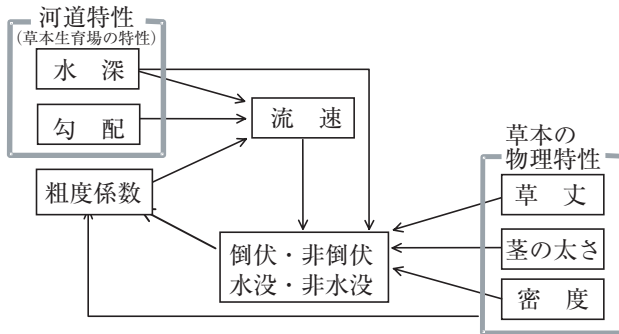 河道特性
(草本生育場の特性)
水　深
勾　配
流　速
粗度係数
倒伏・非倒伏
水没・非水没
草本の
物理特性
草　丈
茎の太さ
密　度